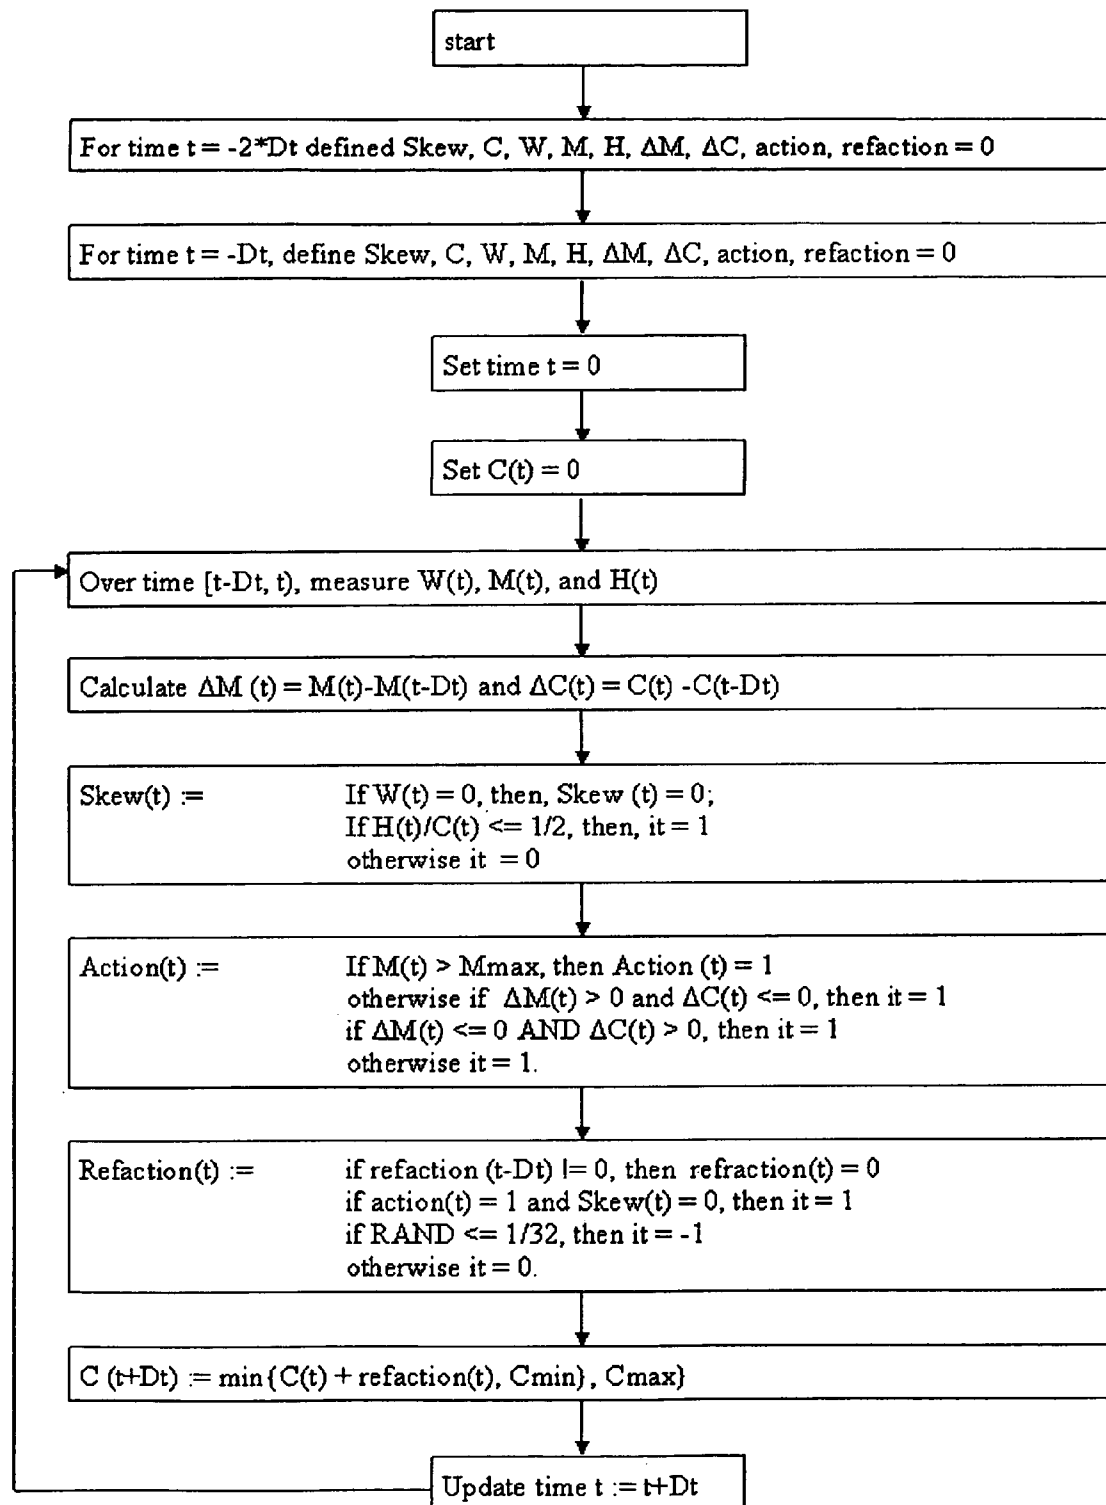 start
For time t = -2*Dt defined Skew, C, W, M, H, ΔM, ΔC, action, refaction = 0
For time t = -Dt, define Skew, C, W, M, H, ΔM, ΔC, action, refaction = 0
Set time t = 0
Set C(t) = 0
Over time [t-Dt, t), measure W(t), M(t), and H(t)
Calculate ΔM (t) = M(t)-M(t-Dt) and ΔC(t) = C(t) -C(t-Dt)
Skew(t) := If W(t) = 0, then, Skew (t) = 0;
If H(t)/C(t) <= 1/2, then, it = 1
otherwise it = 0
Action(t) := If M(t) > Mmax, then Action (t) = 1
otherwise if ΔM(t) > 0 and ΔC(t) <= 0, then it = 1
if ΔM(t) <= 0 AND ΔC(t) > 0, then it = 1
otherwise it = 1.
Refaction(t) := if refaction (t-Dt) != 0, then refraction(t) = 0
if action(t) = 1 and Skew(t) = 0, then it = 1
if RAND <= 1/32, then it = -1
otherwise it = 0.
C (t+Dt) := min{C(t) + refaction(t), Cmin}, Cmax}
Update time t := t+Dt